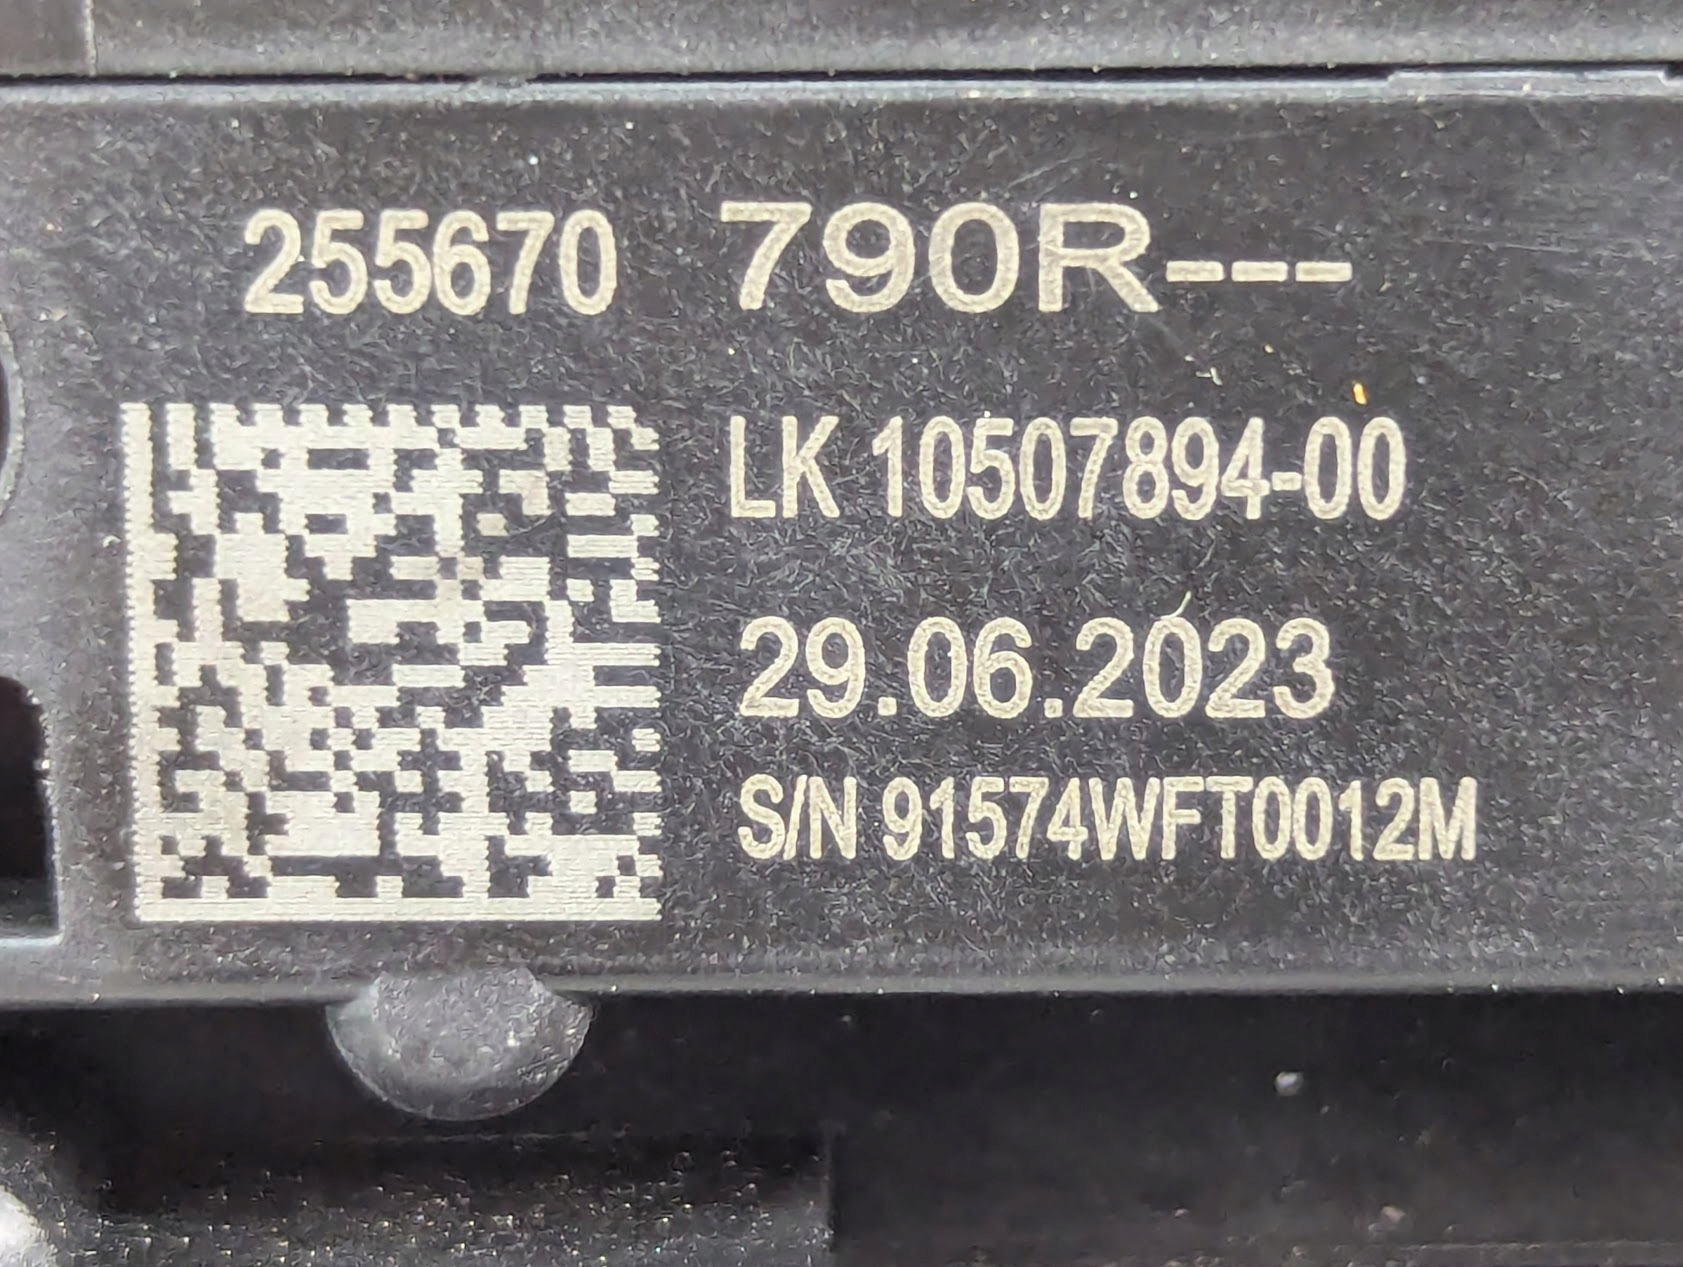 255670 790R---
LK 10507894-00
29.06.2023
S/N 91574WFT0012M